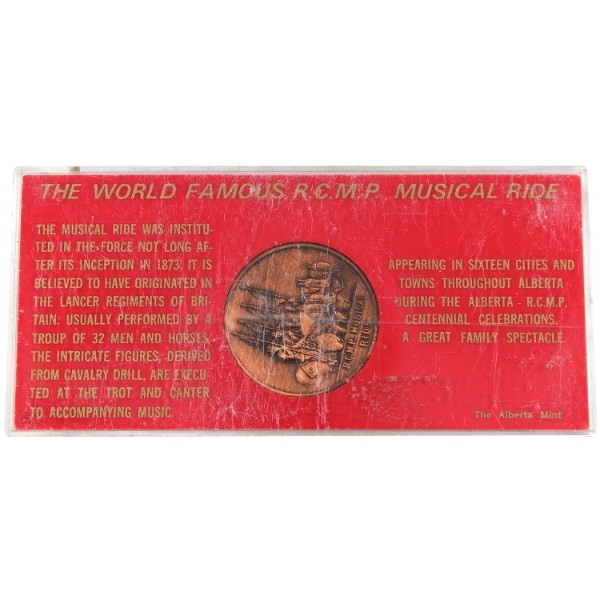 THE WORLD FAMOUS R.C.M.P. MUSICAL RIDE
THE MUSICAL RIDE WAS INSTITU-
TED IN THE FORCE NOT LONG AF-
TER ITS INCEPTION IN 1873. IT IS
BELIEVED TO HAVE ORIGINATED IN
THE LANCER REGIMENTS OF BRI-
TAIN. USUALLY PERFORMED BY A
TROUP OF 32 MEN AND HORSES.
THE INTRICATE FIGURES, DERIVED
FROM CAVALRY DRILL, ARE EXECU-
TED AT THE TROT AND CANTER
TO ACCOMPANYING MUSIC.
R.C.M.P. MUSICAL
RIDE
APPEARING IN SIXTEEN CITIES AND
TOWNS THROUGHOUT ALBERTA
DURING THE ALBERTA - R.C.M.P.
CENTENNIAL CELEBRATIONS.
A GREAT FAMILY SPECTACLE.
The Alberta Mint